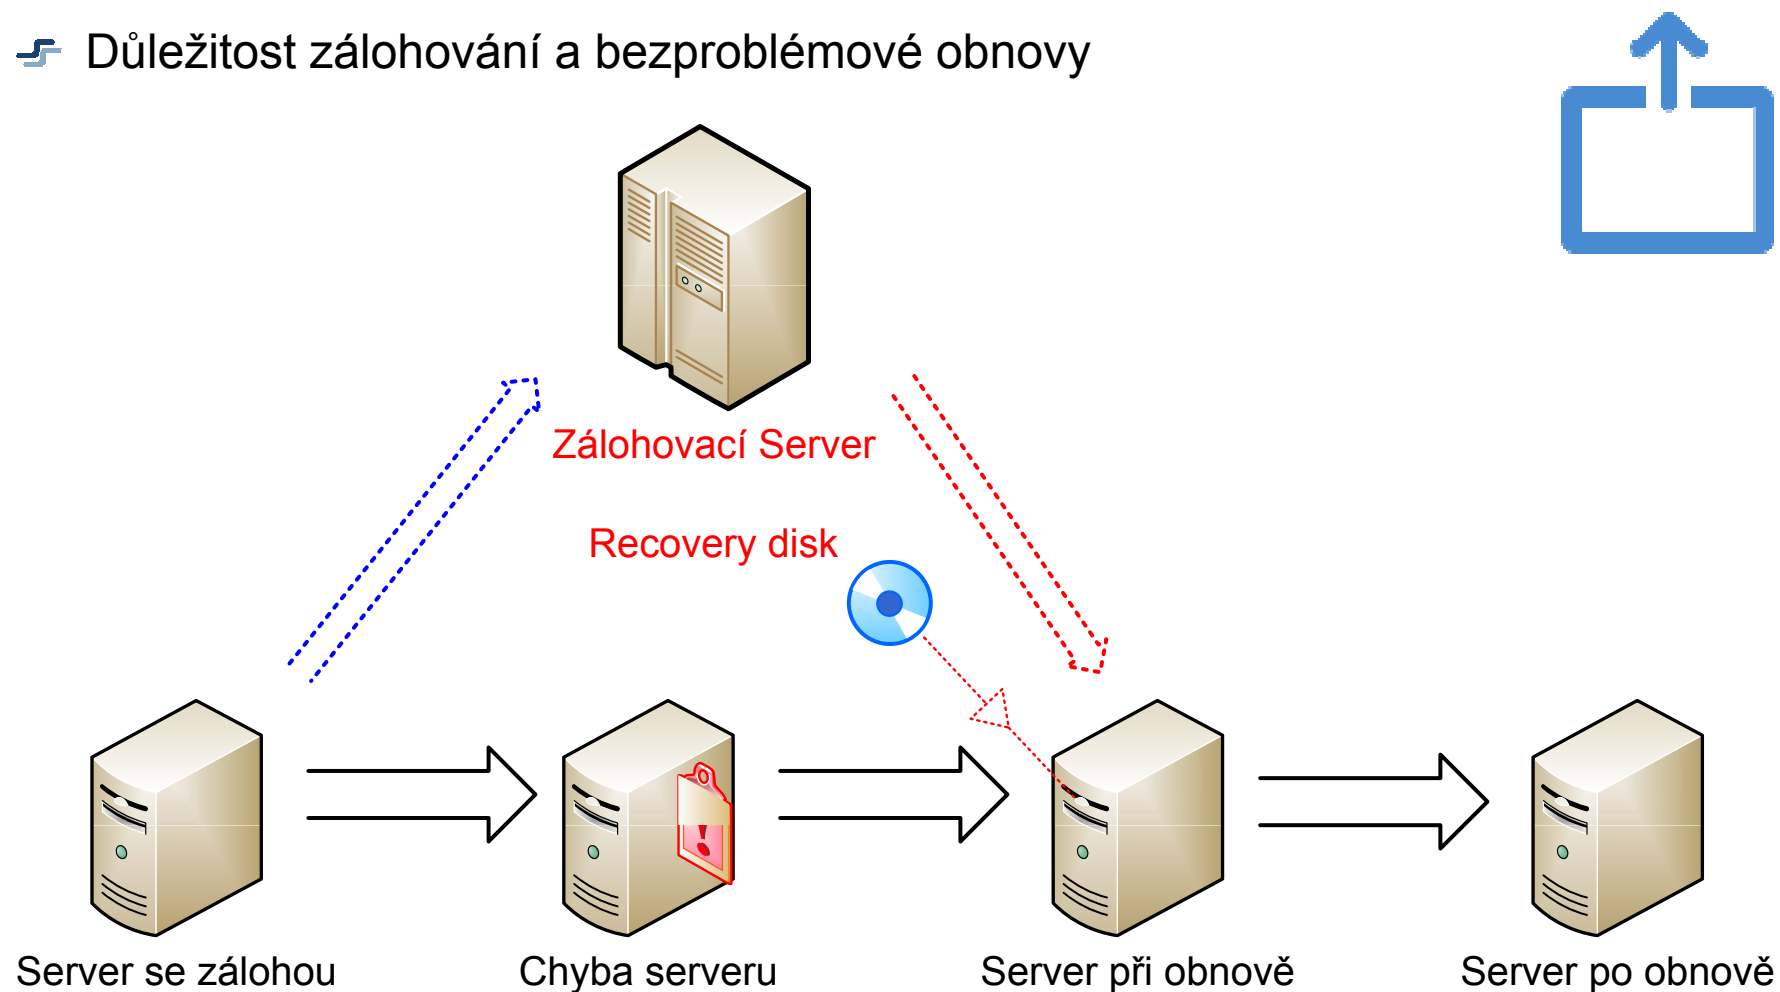 Důležitost zálohování a bezproblémové obnovy
Zálohovací Server
Recovery disk
!
Server se zálohou
Chyba serveru
Server při obnově
Server po obnově